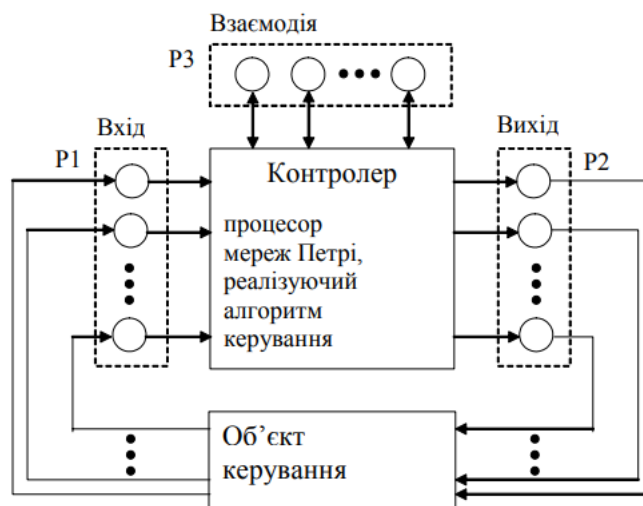 Взаємодія
P3
Вхід
Вихід
P1
P2
Контролер
процесор
мереж Петрі,
реалізуючий
алгоритм
керування
Об’єкт
керування